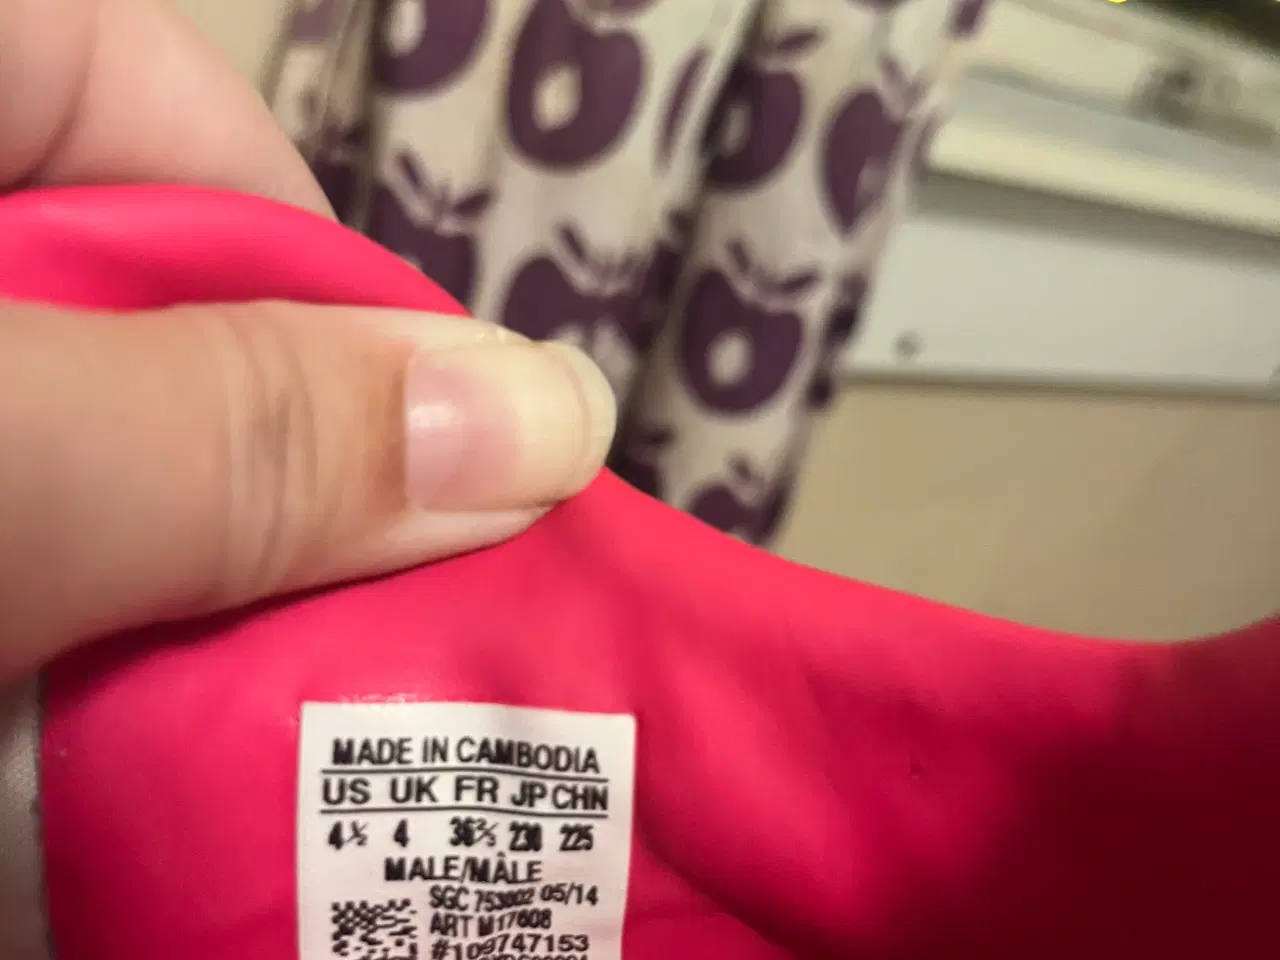 MADE IN CAMBODIA
US UK FR JP CHN
4½ 4 36⅔ 230 225
MALE/MÂLE
SGC 753002 05/14
ART M17608
#109747153